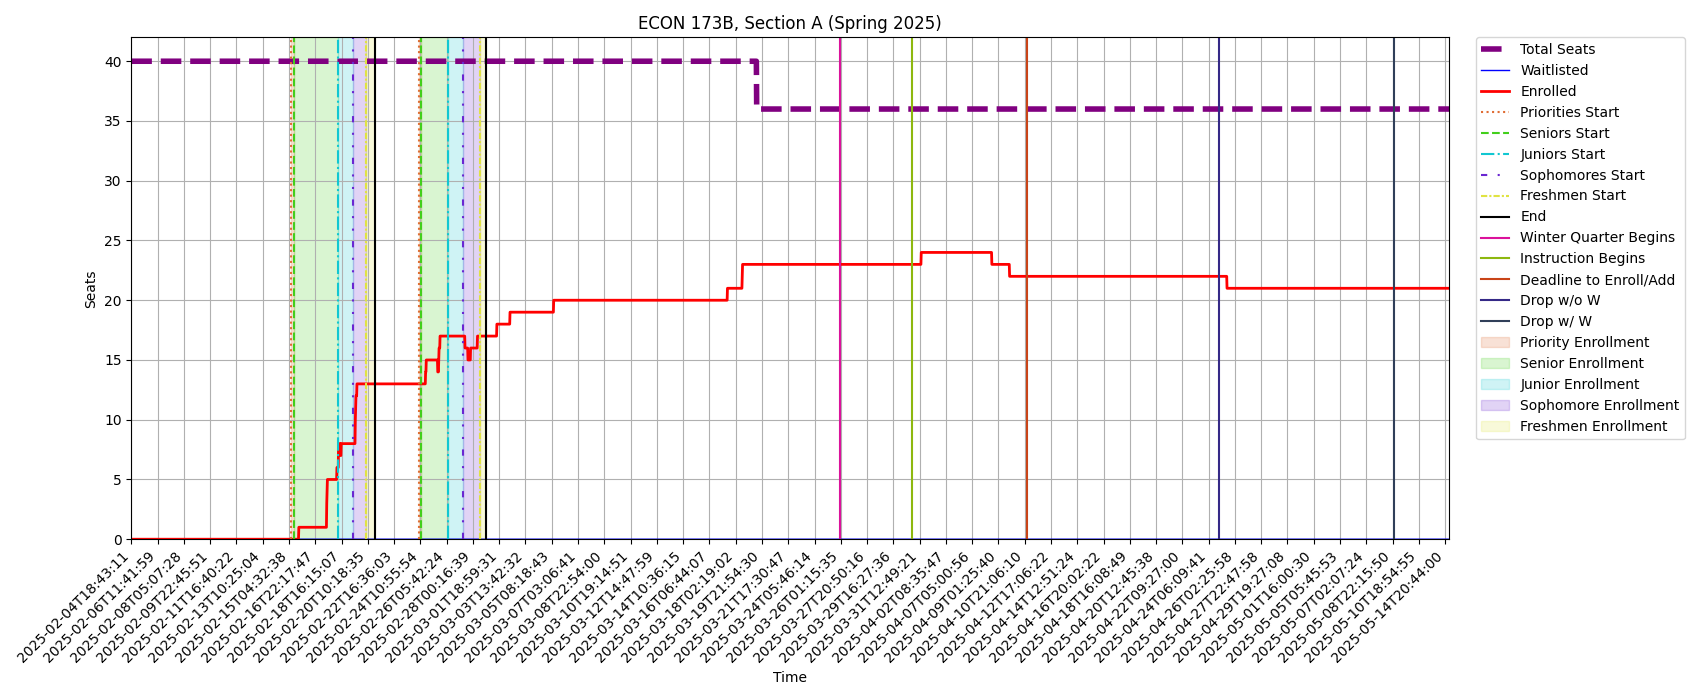 ECON 173B, Section A (Spring 2025)
Seats
40
35
30
25
20
15
10
5
0
2025-02-04T18:43:11
2025-02-06T11:41:59
2025-02-08T05:07:28
2025-02-09T22:45:51
2025-02-11T16:40:22
2025-02-13T10:25:04
2025-02-15T04:32:38
2025-02-16T22:17:47
2025-02-18T16:15:07
2025-02-20T10:18:35
2025-02-22T16:36:03
2025-02-24T10:55:54
2025-02-26T05:42:24
2025-02-28T00:16:39
2025-03-01T18:59:31
2025-03-03T13:42:32
2025-03-05T08:18:43
2025-03-07T03:06:41
2025-03-08T22:54:00
2025-03-10T19:14:51
2025-03-12T14:47:59
2025-03-14T10:36:15
2025-03-16T06:44:07
2025-03-18T02:19:02
2025-03-19T21:54:30
2025-03-21T17:30:47
2025-03-24T05:46:14
2025-03-26T01:15:35
2025-03-27T20:50:16
2025-03-29T16:27:36
2025-03-31T12:49:21
2025-04-02T08:35:47
2025-04-07T05:00:56
2025-04-09T01:25:40
2025-04-10T21:06:10
2025-04-12T17:06:22
2025-04-14T12:51:24
2025-04-16T20:02:22
2025-04-18T16:08:49
2025-04-20T12:45:38
2025-04-22T09:27:00
2025-04-24T06:09:41
2025-04-26T02:25:58
2025-04-27T22:47:58
2025-04-29T19:27:08
2025-05-01T16:00:30
2025-05-03T05:45:53
2025-05-07T02:07:24
2025-05-08T22:15:50
2025-05-10T18:54:55
2025-05-14T20:44:00
Time
Total Seats
Waitlisted
Enrolled
Priorities Start
Seniors Start
Juniors Start
Sophomores Start
Freshmen Start
End
Winter Quarter Begins
Instruction Begins
Deadline to Enroll/Add
Drop w/o W
Drop w/ W
Priority Enrollment
Senior Enrollment
Junior Enrollment
Sophomore Enrollment
Freshmen Enrollment